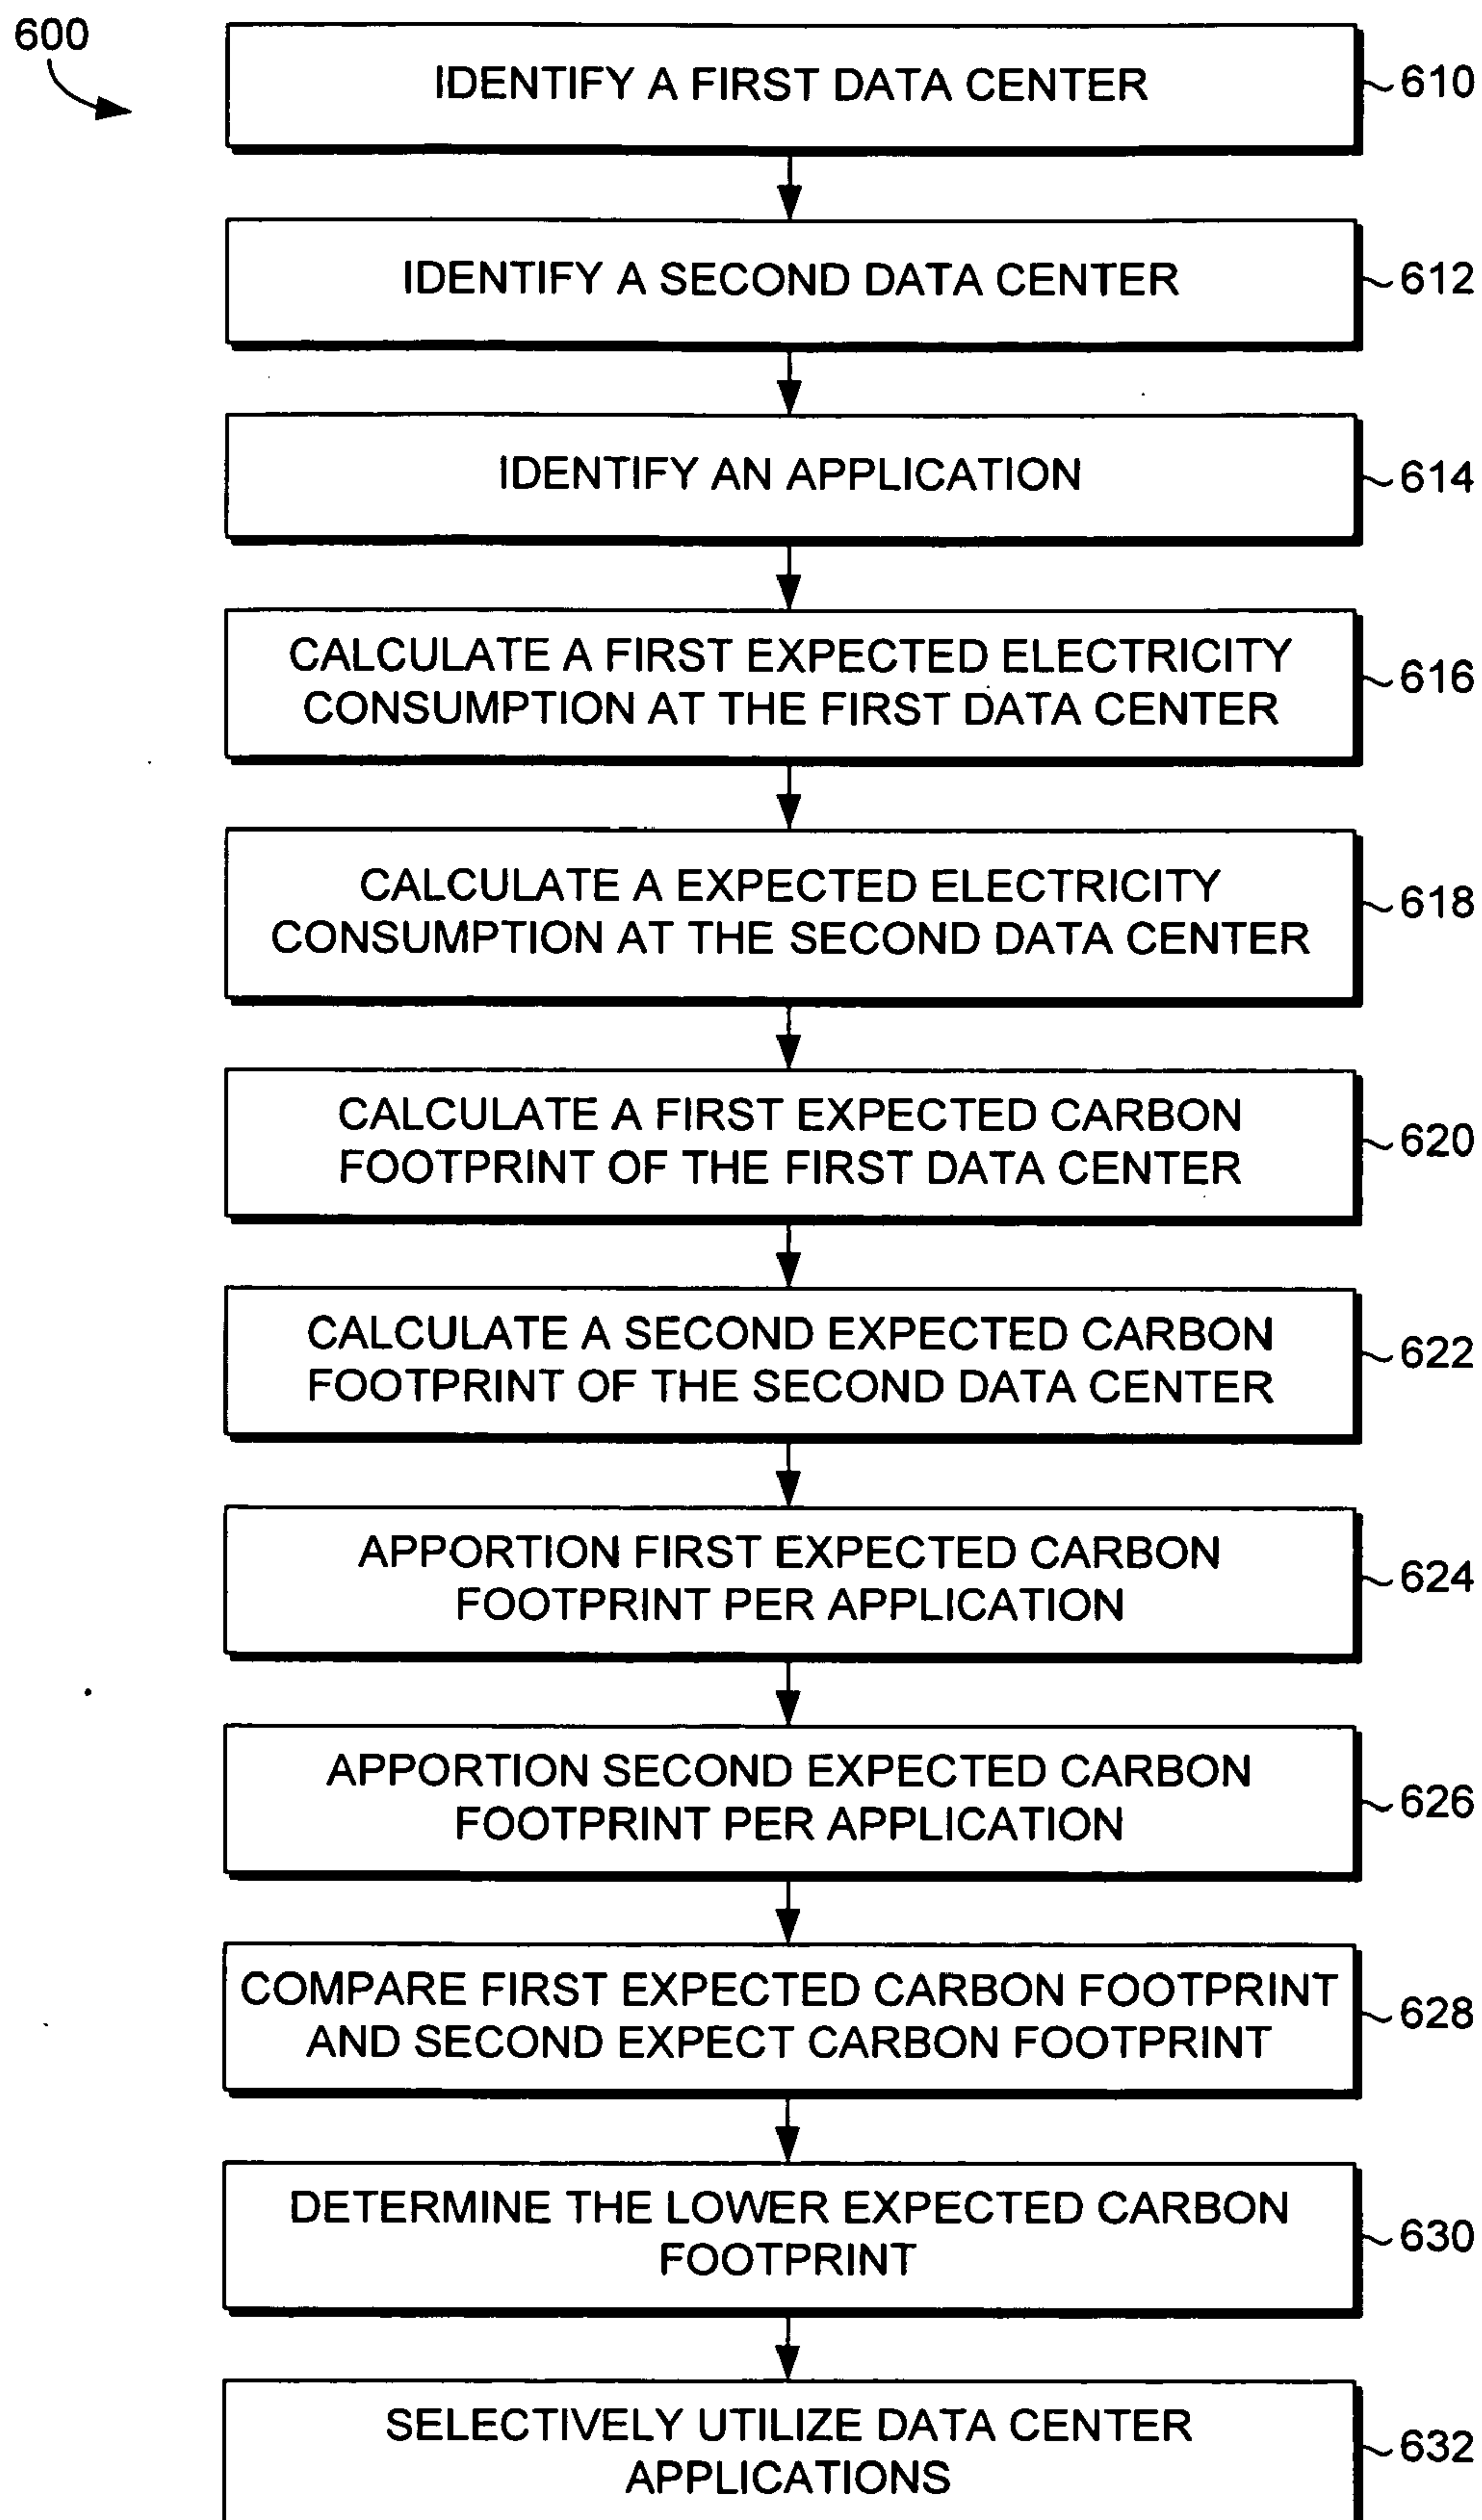 600
IDENTIFY A FIRST DATA CENTER
610
IDENTIFY A SECOND DATA CENTER
612
IDENTIFY AN APPLICATION
614
CALCULATE A FIRST EXPECTED ELECTRICITY
CONSUMPTION AT THE FIRST DATA CENTER
616
CALCULATE A EXPECTED ELECTRICITY
CONSUMPTION AT THE SECOND DATA CENTER
618
CALCULATE A FIRST EXPECTED CARBON
FOOTPRINT OF THE FIRST DATA CENTER
620
CALCULATE A SECOND EXPECTED CARBON
FOOTPRINT OF THE SECOND DATA CENTER
622
APPORTION FIRST EXPECTED CARBON
FOOTPRINT PER APPLICATION
624
APPORTION SECOND EXPECTED CARBON
FOOTPRINT PER APPLICATION
626
COMPARE FIRST EXPECTED CARBON FOOTPRINT
AND SECOND EXPECT CARBON FOOTPRINT
628
DETERMINE THE LOWER EXPECTED CARBON
FOOTPRINT
630
SELECTIVELY UTILIZE DATA CENTER
APPLICATIONS
632